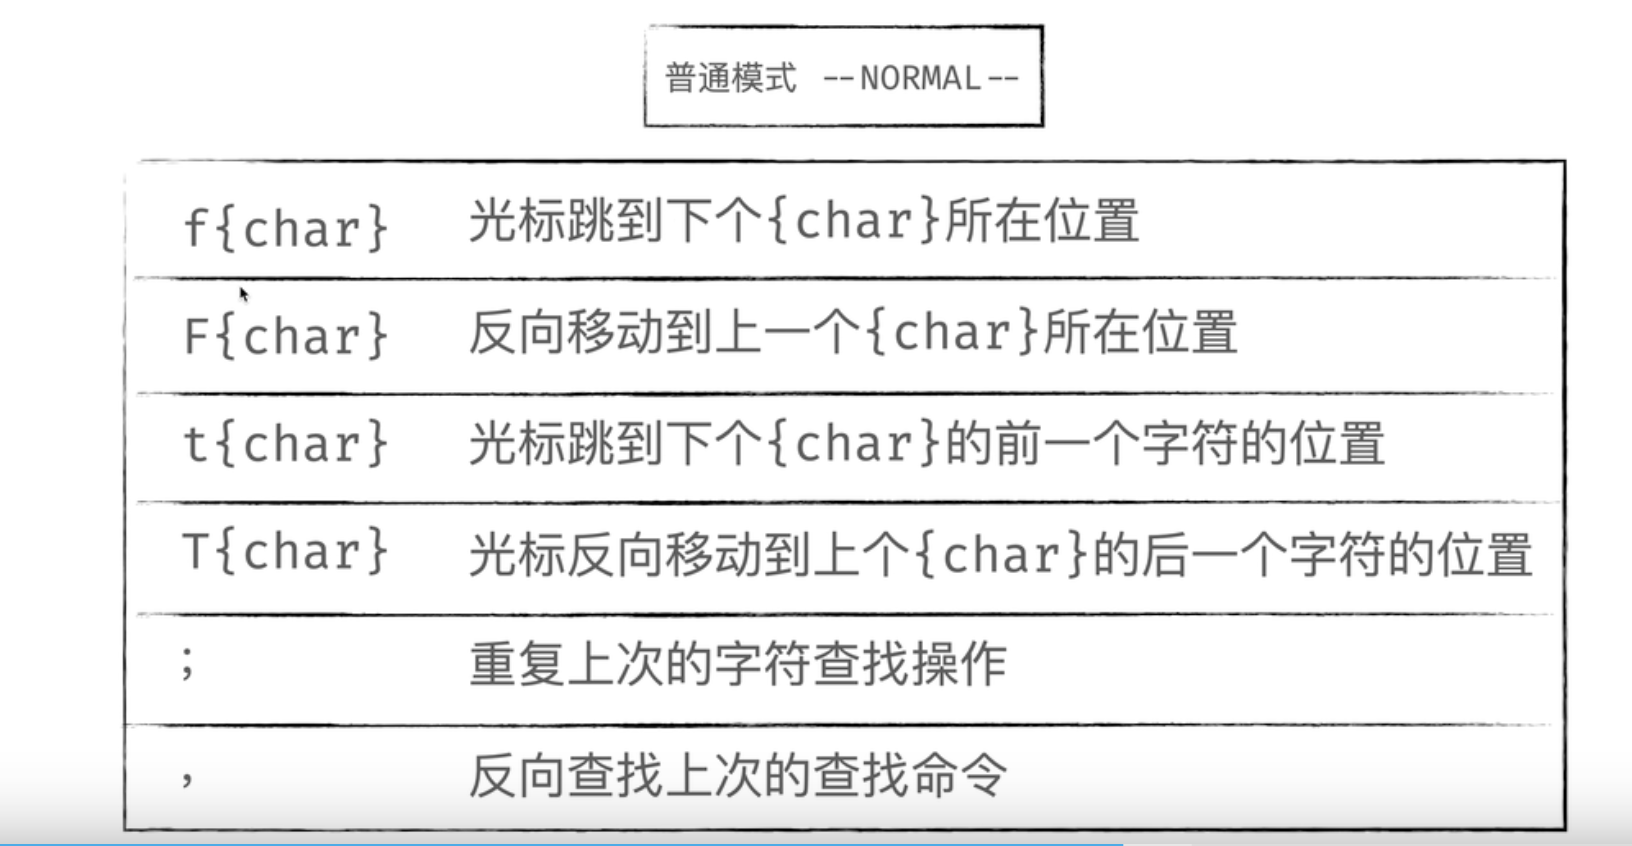 普通模式 --NORMAL--
f{char} 光标跳到下个{char}所在位置
F{char} 反向移动到上一个{char}所在位置
t{char} 光标跳到下个{char}的前一个字符的位置
T{char} 光标反向移动到上个{char}的后一个字符的位置
; 重复上次的字符查找操作
, 反向查找上次的查找命令